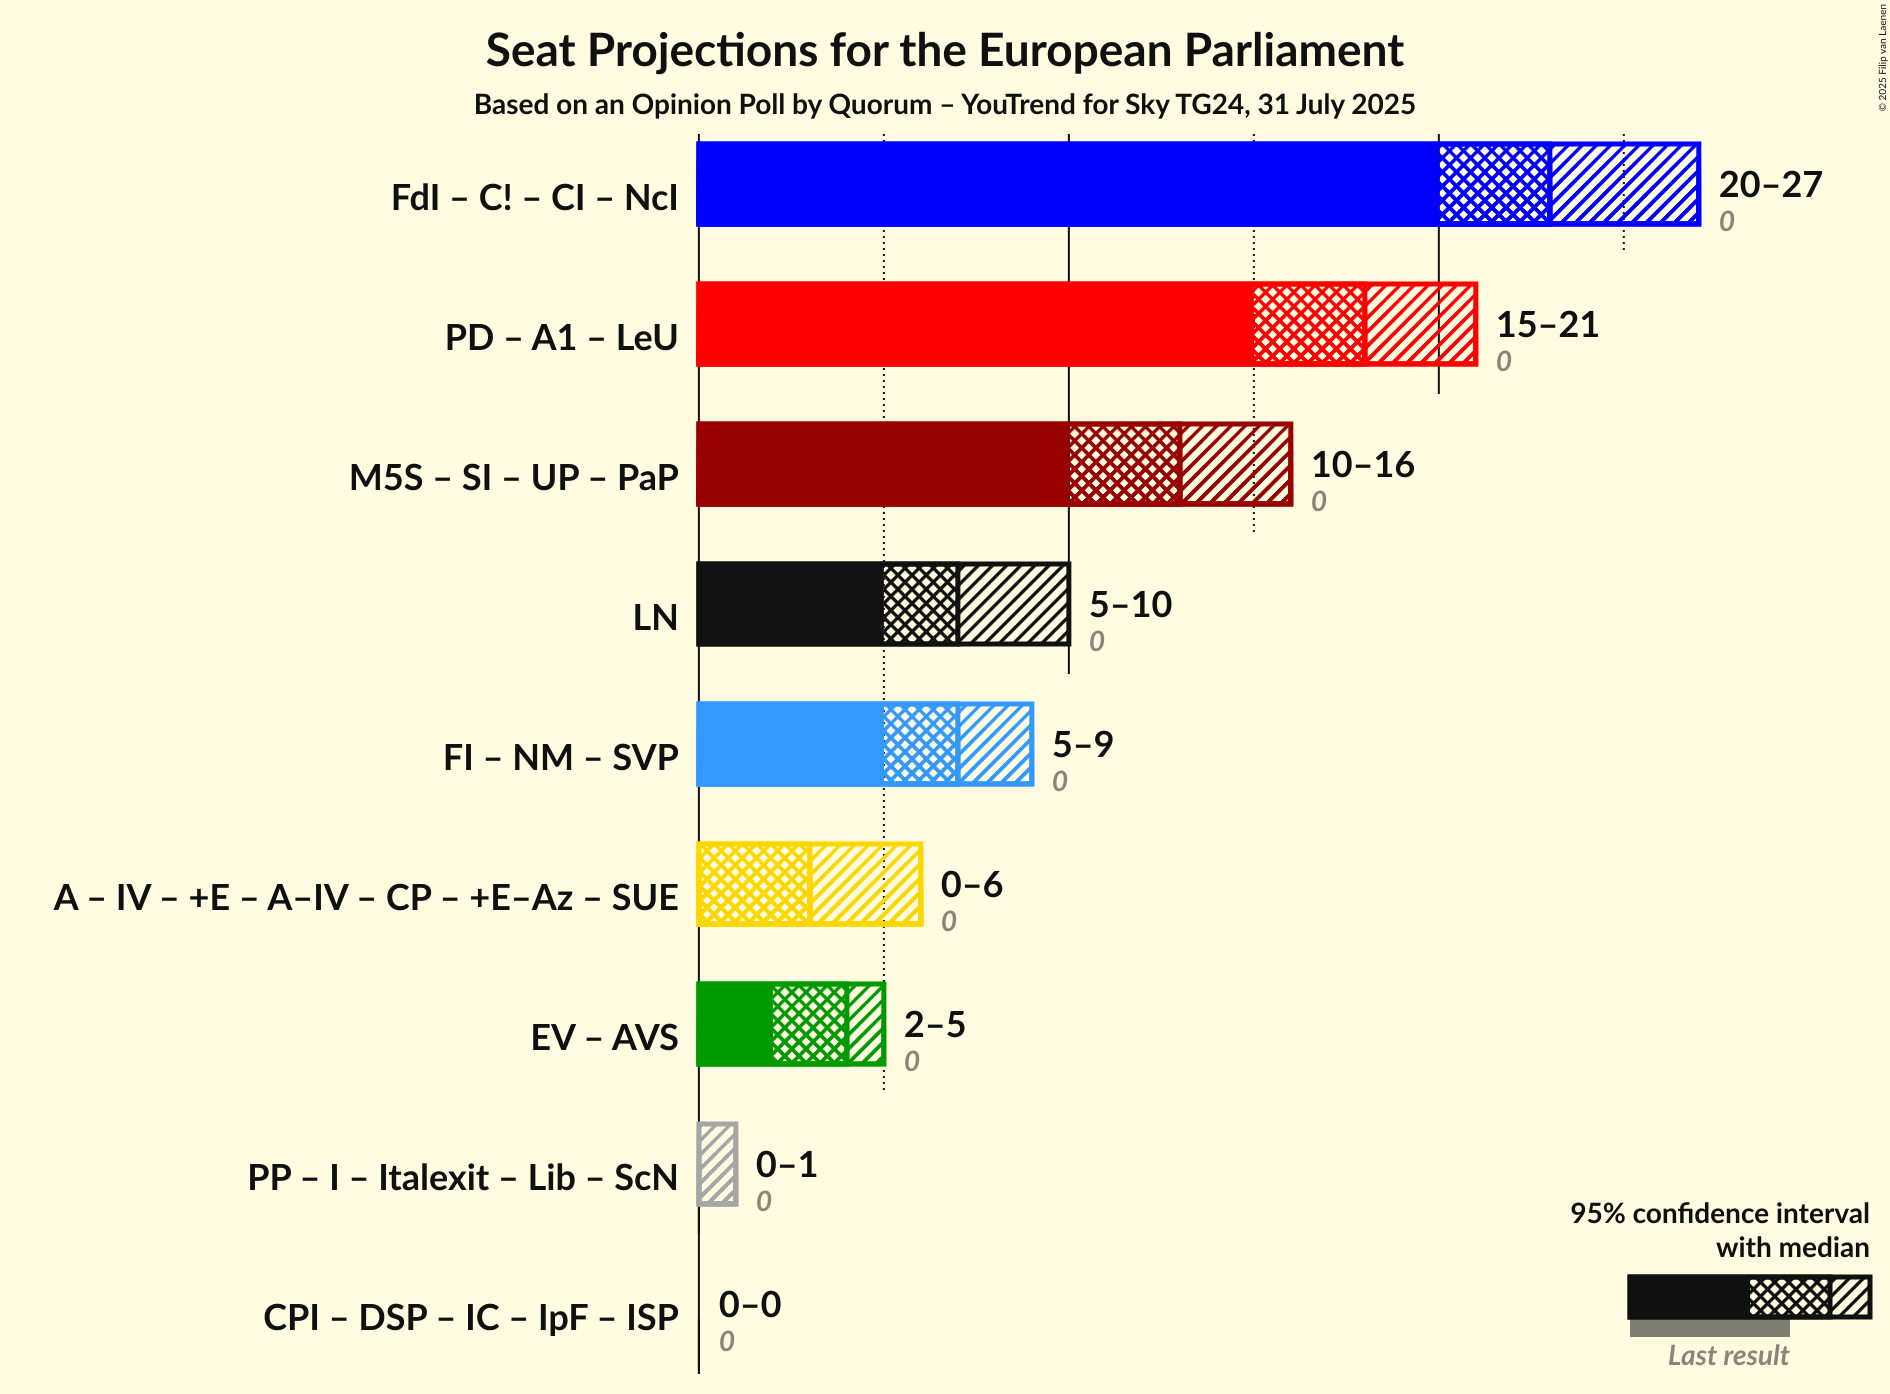 Seat Projections for the European Parliament
Based on an Opinion Poll by Quorum – YouTrend for Sky TG24, 31 July 2025
© 2025 Filip van Laenen
FdI – C! – CI – NcI
20–27
0
PD – A1 – LeU
15–21
0
M5S – SI – UP – PaP
10–16
0
LN
5–10
0
FI – NM – SVP
5–9
0
A – IV – +E – A–IV – CP – +E–Az – SUE
0–6
0
EV – AVS
2–5
0
PP – I – Italexit – Lib – ScN
0–1
0
CPI – DSP – IC – IpF – ISP
0–0
0
95% confidence interval
with median
Last result